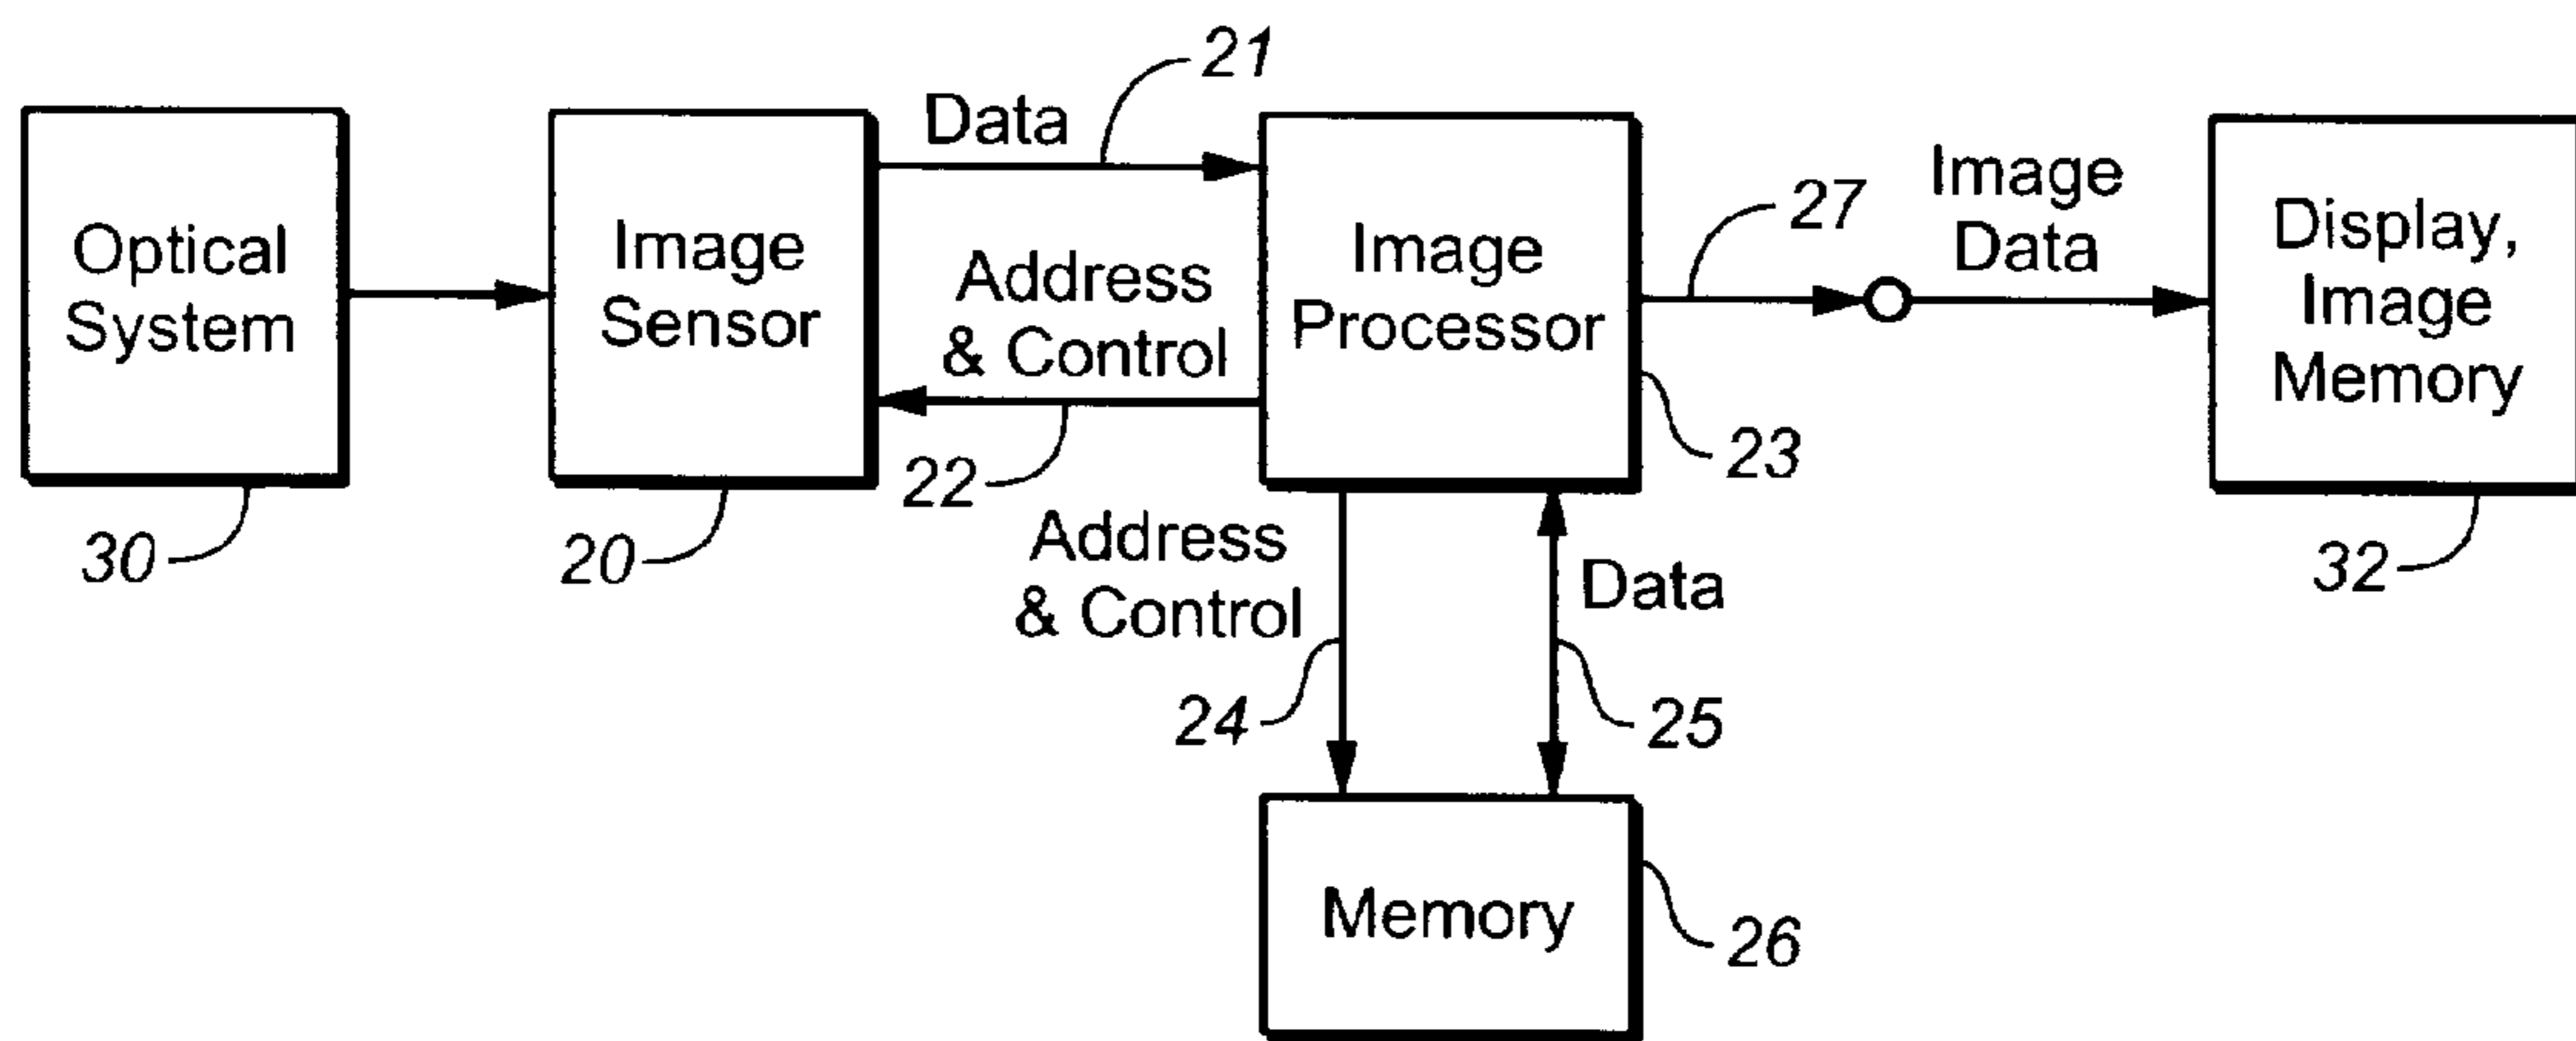 21
Data
Optical
System
Image
Sensor
Address
& Control
Image
Processor
27
Image
Data
Display,
Image
Memory
22
23
30
20
Address
& Control
Data
32
24
25
Memory
26